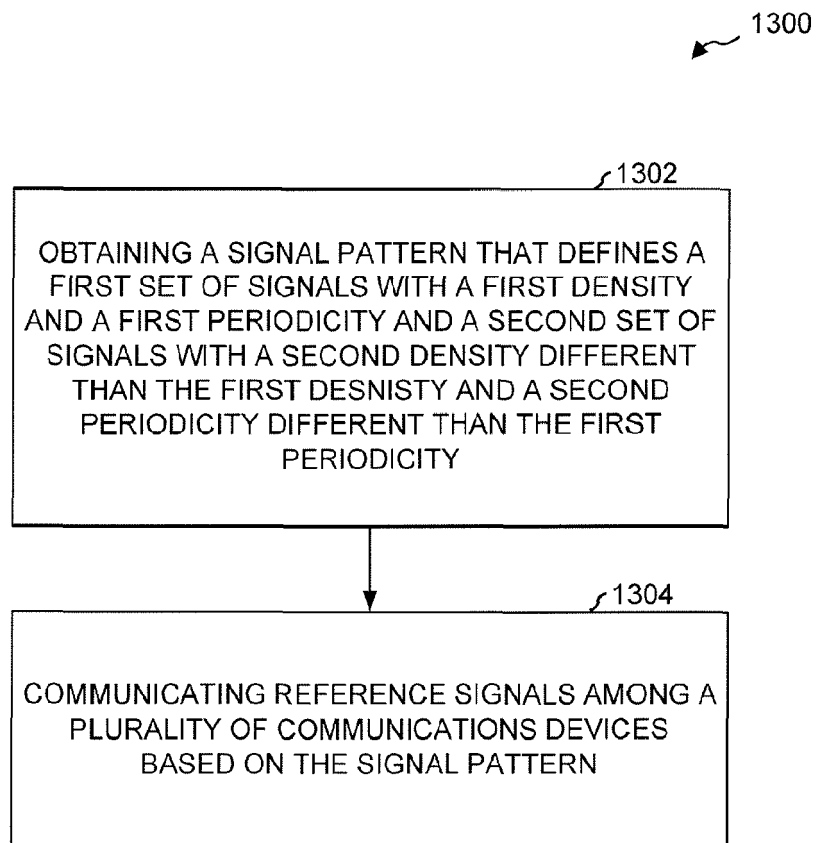 1300
1302
OBTAINING A SIGNAL PATTERN THAT DEFINES A
FIRST SET OF SIGNALS WITH A FIRST DENSITY
AND A FIRST PERIODICITY AND A SECOND SET OF
SIGNALS WITH A SECOND DENSITY DIFFERENT
THAN THE FIRST DESNISTY AND A SECOND
PERIODICITY DIFFERENT THAN THE FIRST
PERIODICITY
1304
COMMUNICATING REFERENCE SIGNALS AMONG A
PLURALITY OF COMMUNICATIONS DEVICES
BASED ON THE SIGNAL PATTERN